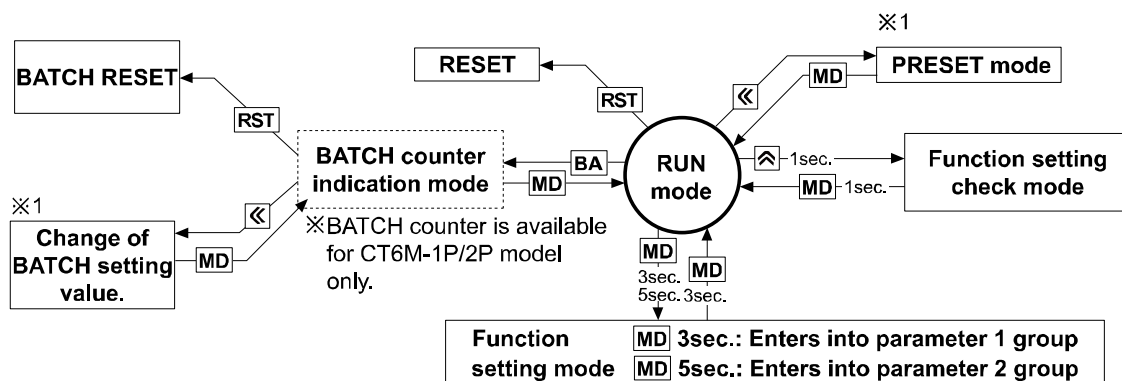 ※1
BATCH RESET
RESET
PRESET mode
«
MD
RST
RST
BATCH counter
indication mode
BA
MD
RUN
mode
︽ 1sec.
MD 1sec.
Function setting
check mode
※1
«
Change of
BATCH setting
value.
MD
※BATCH counter is available
for CT6M-1P/2P model
only.
MD
3sec.
5sec.
MD
3sec.
Function
setting mode
MD 3sec.: Enters into parameter 1 group
MD 5sec.: Enters into parameter 2 group